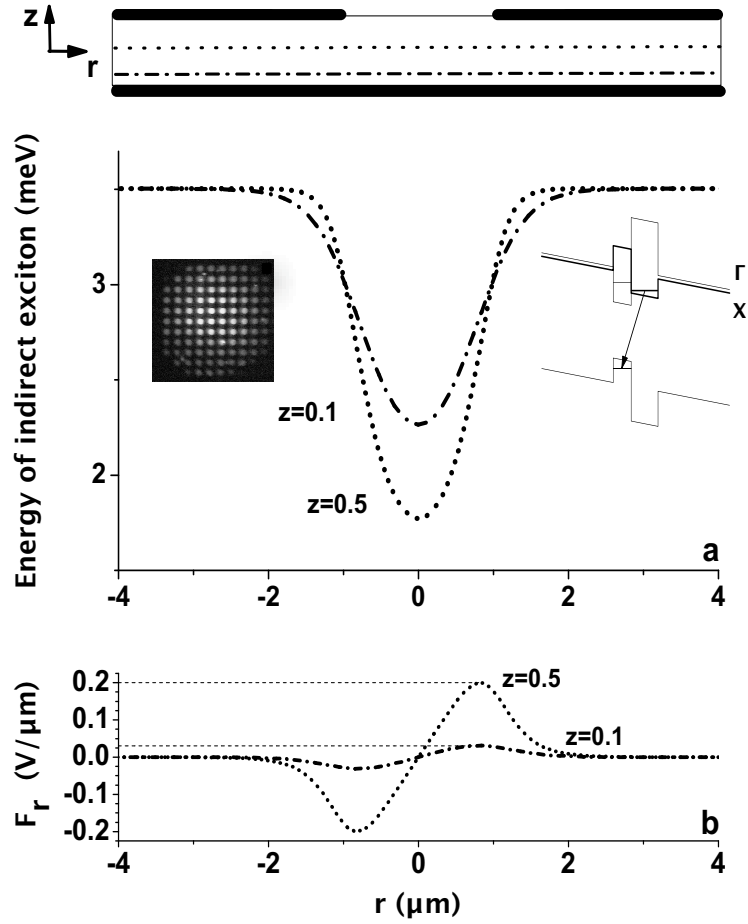 z
r
Energy of indirect exciton (meV)
3
2
z=0.1
z=0.5
Γ
X
a
-4 -2 0 2 4
F_r (V/μm)
0.2
0.1
0.0
-0.1
-0.2
z=0.5
z=0.1
b
-4 -2 0 2 4
r (μm)